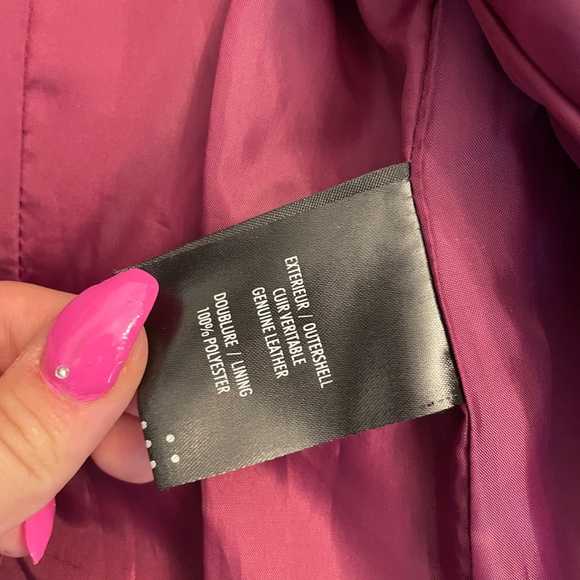 EXTERIEUR / OUTERSHELL
CUIR VERITABLE
GENUINE LEATHER
DOUBLURE / LINING
100% POLYESTER